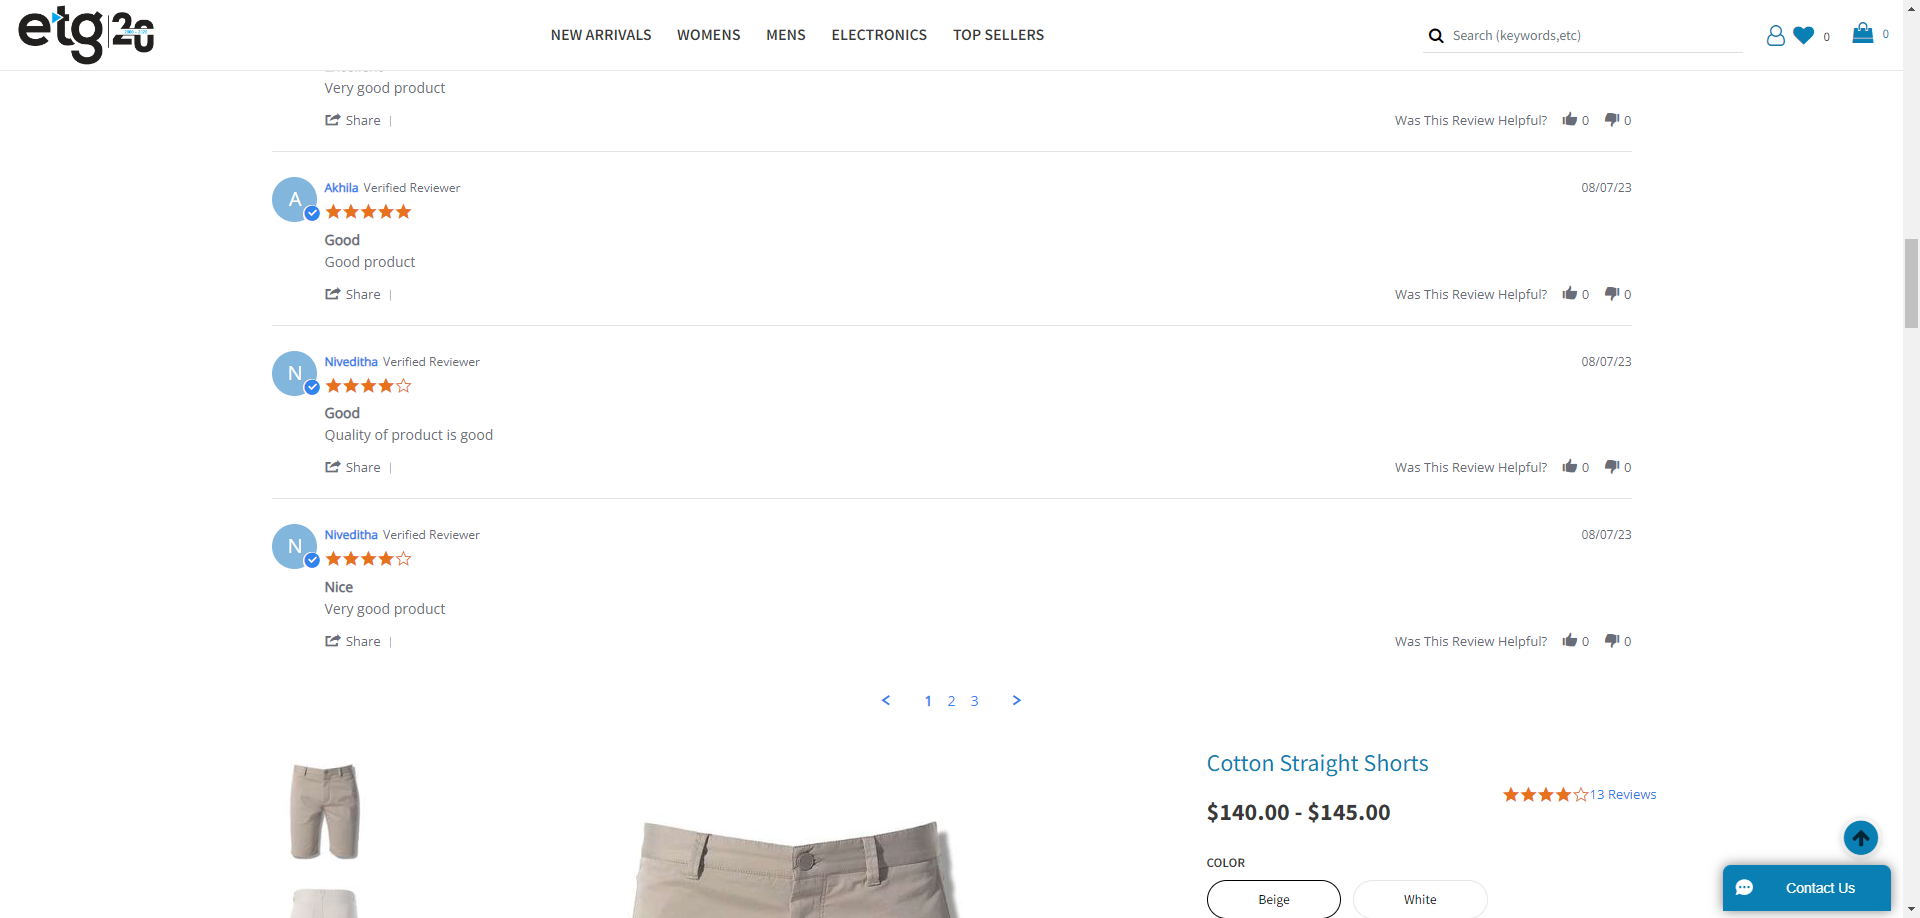 etg 20
NEW ARRIVALS WOMENS MENS ELECTRONICS TOP SELLERS
Search (keywords,etc)
0
0
Very good product
Share |
Was This Review Helpful? 0 0
Akhila Verified Reviewer
08/07/23
Good
Good product
Share |
Was This Review Helpful? 0 0
Niveditha Verified Reviewer
08/07/23
Good
Quality of product is good
Share |
Was This Review Helpful? 0 0
Niveditha Verified Reviewer
08/07/23
Nice
Very good product
Share |
Was This Review Helpful? 0 0
< 1 2 3 >
Cotton Straight Shorts
13 Reviews
$140.00 - $145.00
COLOR
Beige White
Contact Us
A
N
N